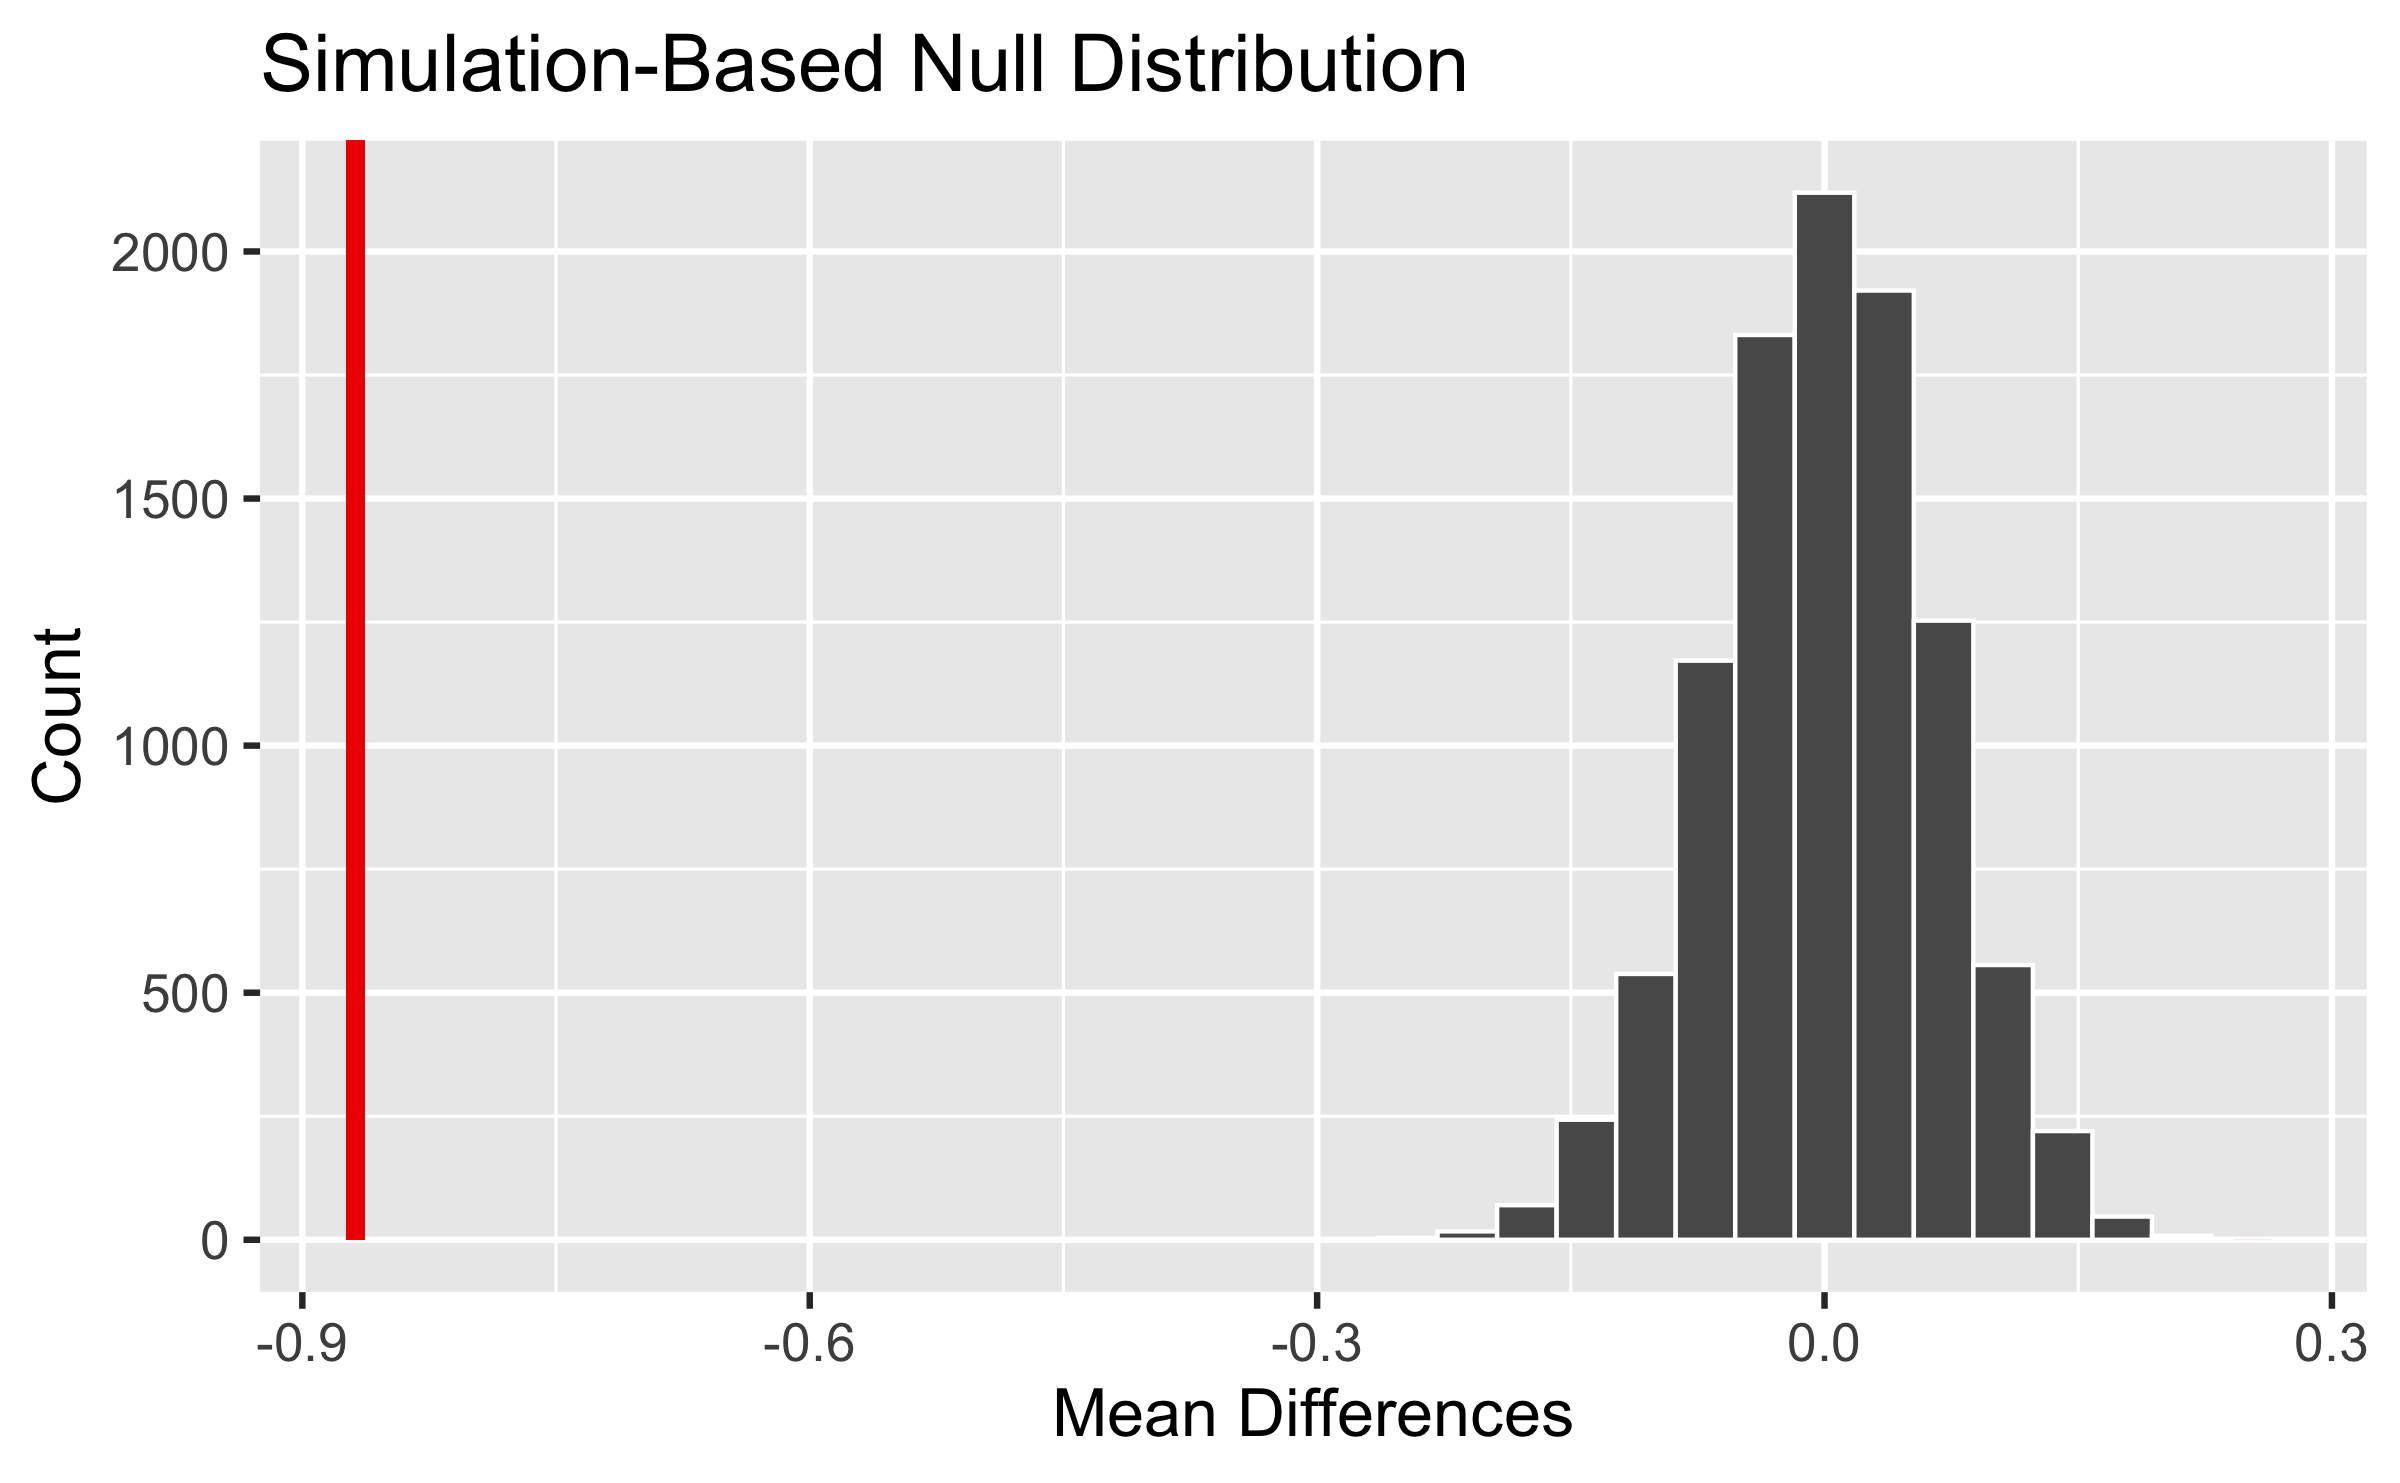 Simulation-Based Null Distribution
Count
2000
1500
1000
500
0
-0.9 -0.6 -0.3 0.0 0.3
Mean Differences